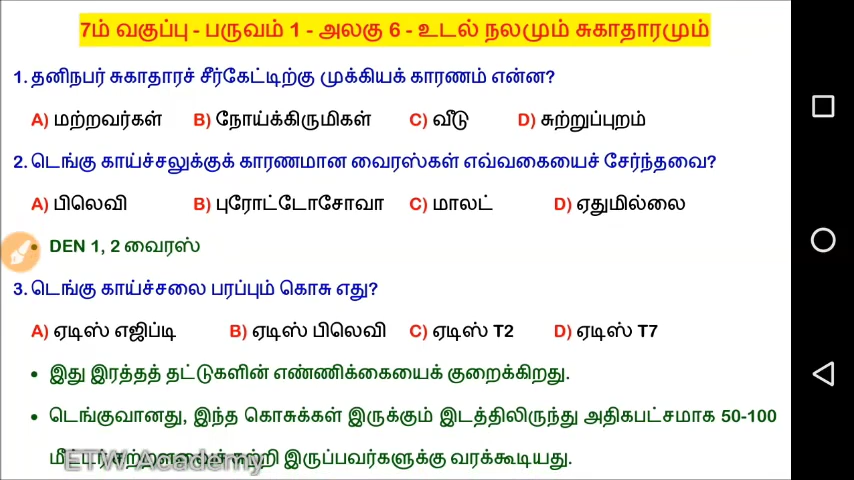 7ம் வகுப்பு - பருவம் 1 - அலகு 6 - உடல் நலமும் சுகாதாரமும்
1. தனிநபர் சுகாதாரச் சீர்கேட்டிற்கு முக்கியக் காரணம் என்ன?
A) மற்றவர்கள் B) நோய்க்கிருமிகள் C) வீடு D) சுற்றுப்புறம்
2. டெங்கு காய்ச்சலுக்குக் காரணமான வைரஸ்கள் எவ்வகையைச் சேர்ந்தவை?
A) பிலெவி B) புரோட்டோசோவா C) மாலட் D) ஏதுமில்லை
• DEN 1, 2 வைரஸ்
3. டெங்கு காய்ச்சலை பரப்பும் கொசு எது?
A) ஏடிஸ் எஜிப்டி B) ஏடிஸ் பிலெவி C) ஏடிஸ் T2 D) ஏடிஸ் T7
• இது இரத்தத் தட்டுகளின் எண்ணிக்கையைக் குறைக்கிறது.
• டெங்குவானது, இந்த கொசுக்கள் இருக்கும் இடத்திலிருந்து அதிகபட்சமாக 50-100
இருப்பவர்களுக்கு வரக்கூடியது.
ETW Academy